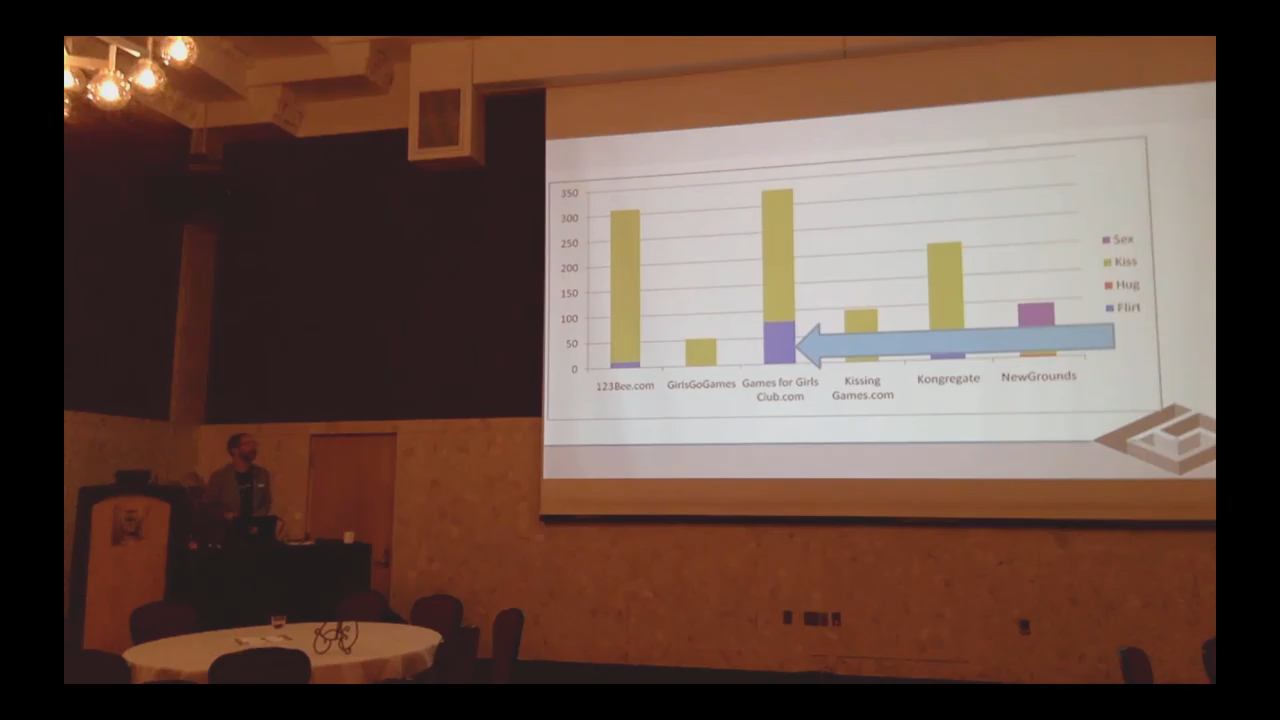 350
300
250
200
150
100
50
0
123Bee.com
GirlsGoGames
Games for Girls
Club.com
Kissing
Games.com
Kongregate
NewGrounds
Sex
Kiss
Hug
Flirt